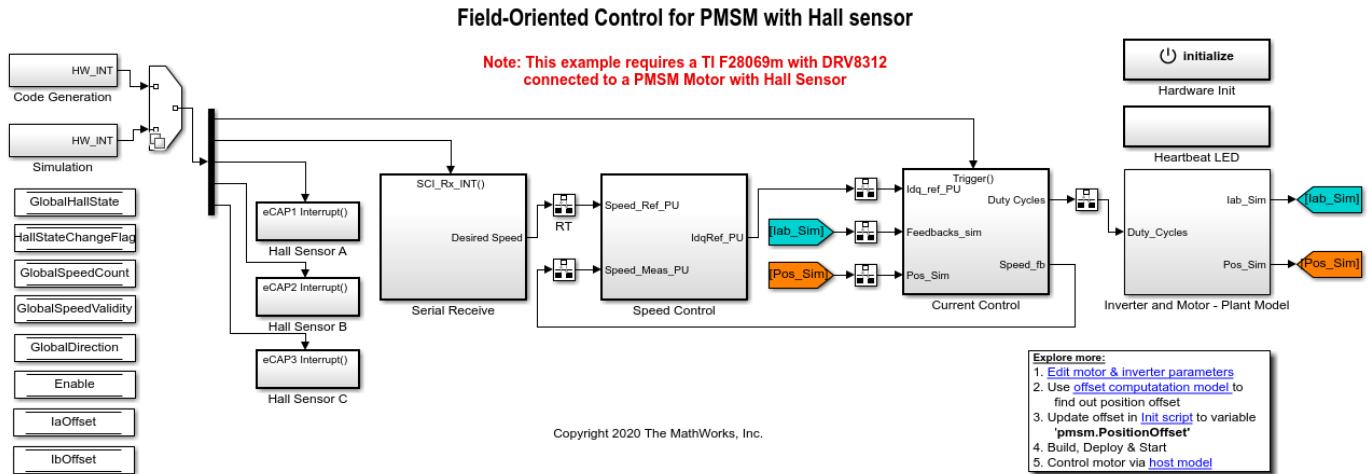 Field-Oriented Control for PMSM with Hall sensor
Note: This example requires a TI F28069m with DRV8312
connected to a PMSM Motor with Hall Sensor
HW_INT
Code Generation
HW_INT
Simulation
GlobalHallState
HallStateChangeFlag
GlobalSpeedCount
GlobalSpeedValidity
GlobalDirection
Enable
IaOffset
IbOffset
eCAP1 Interrupt()
Hall Sensor A
eCAP2 Interrupt()
Hall Sensor B
eCAP3 Interrupt()
Hall Sensor C
SCI_Rx_INT()
Desired Speed
Serial Receive
RT
Speed_Ref_PU
IdqRef_PU
Speed_Meas_PU
Speed Control
[Iab_Sim]
[Pos_Sim]
Trigger()
Idq_ref_PU
Duty Cycles
Feedbacks_sim
Speed_fb
Pos_Sim
Current Control
initialize
Hardware Init
Heartbeat LED
Iab_Sim
Duty_Cycles
Pos_Sim
Inverter and Motor - Plant Model
[Iab_Sim]
[Pos_Sim]
Explore more:
1. Edit motor & inverter parameters
2. Use offset computatation model to
find out position offset
3. Update offset in Init script to variable
'pmsm.PositionOffset'
4. Build, Deploy & Start
5. Control motor via host model
Copyright 2020 The MathWorks, Inc.